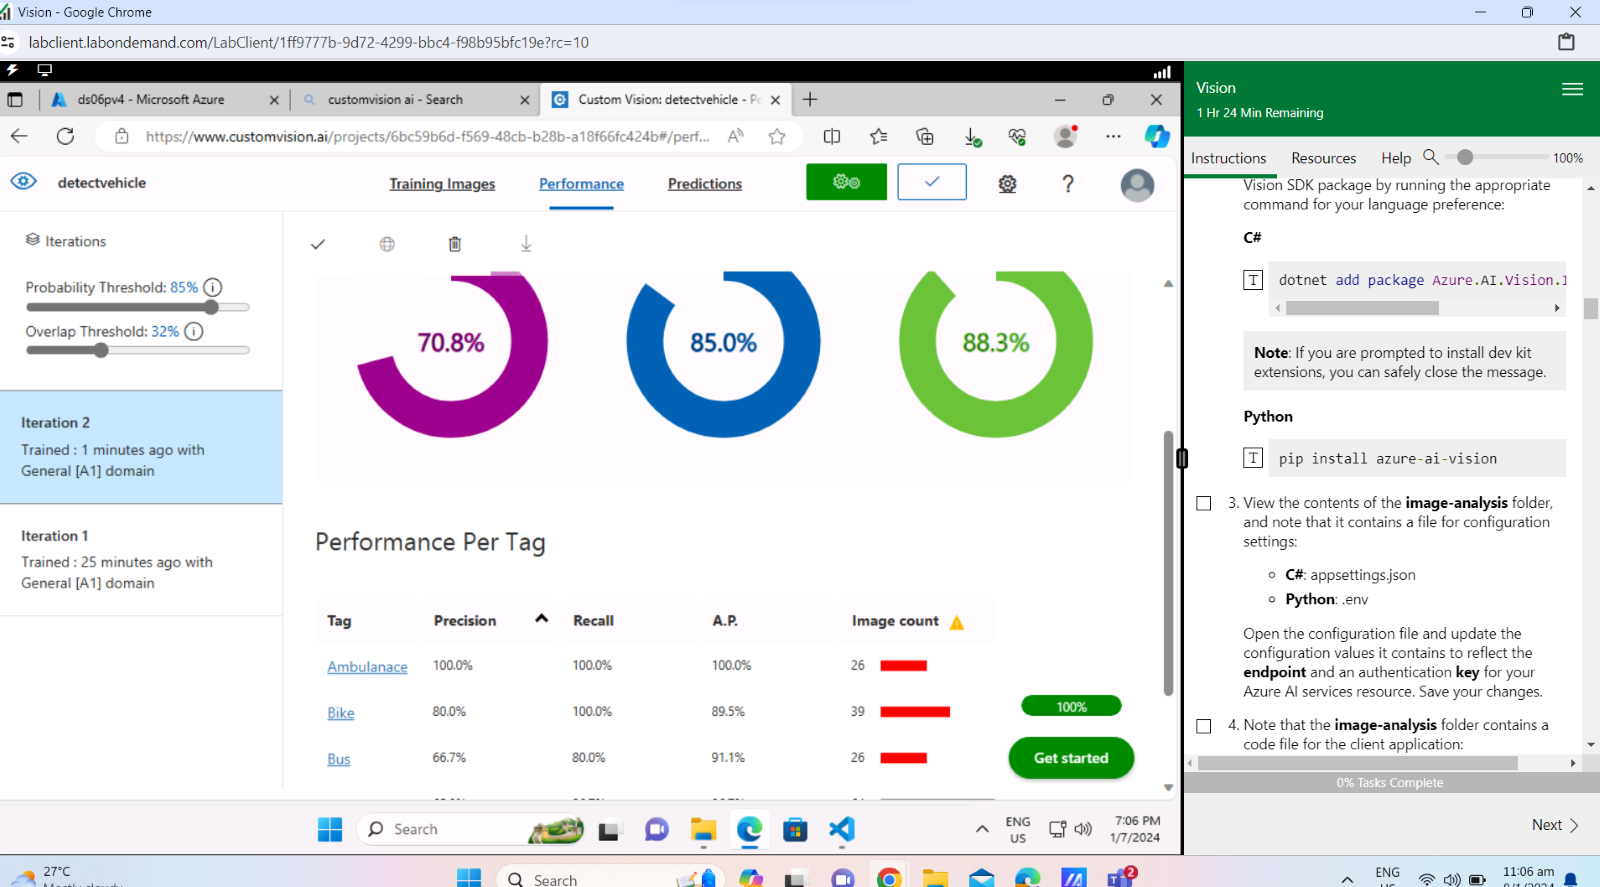 Vision - Google Chrome
labclient.labondemand.com/LabClient/1ff9777b-9d72-4299-bbc4-f98b95bfc19e?rc=10
ds06pv4 - Microsoft Azure
customvision ai - Search
Custom Vision: detectvehicle - Pe
https://www.customvision.ai/projects/6bc59b6d-f569-48cb-b28b-a18f66fc424b#/perf...
detectvehicle
Training Images
Performance
Predictions
?
Iterations
Probability Threshold: 85%
Overlap Threshold: 32%
Iteration 2
Trained : 1 minutes ago with
General [A1] domain
Iteration 1
Trained : 25 minutes ago with
General [A1] domain
70.8%
85.0%
88.3%
Performance Per Tag
Tag Precision Recall A.P. Image count
Ambulanace 100.0% 100.0% 100.0% 26
Bike 80.0% 100.0% 89.5% 39
Bus 66.7% 80.0% 91.1% 26
100%
Get started
Search
ENG
US
7:06 PM
1/7/2024
Vision
1 Hr 24 Min Remaining
Instructions
Resources
Help
100%
Vision SDK package by running the appropriate
command for your language preference:
C#
T
dotnet add package Azure.AI.Vision.I
Note: If you are prompted to install dev kit
extensions, you can safely close the message.
Python
T
pip install azure-ai-vision
3. View the contents of the image-analysis folder,
and note that it contains a file for configuration
settings:
C#: appsettings.json
Python: .env
Open the configuration file and update the
configuration values it contains to reflect the
endpoint and an authentication key for your
Azure AI services resource. Save your changes.
4. Note that the image-analysis folder contains a
code file for the client application:
0% Tasks Complete
Next
27°C
Mostly cloudy
Search
2
ENG
US
11:06 am
8/1/2024